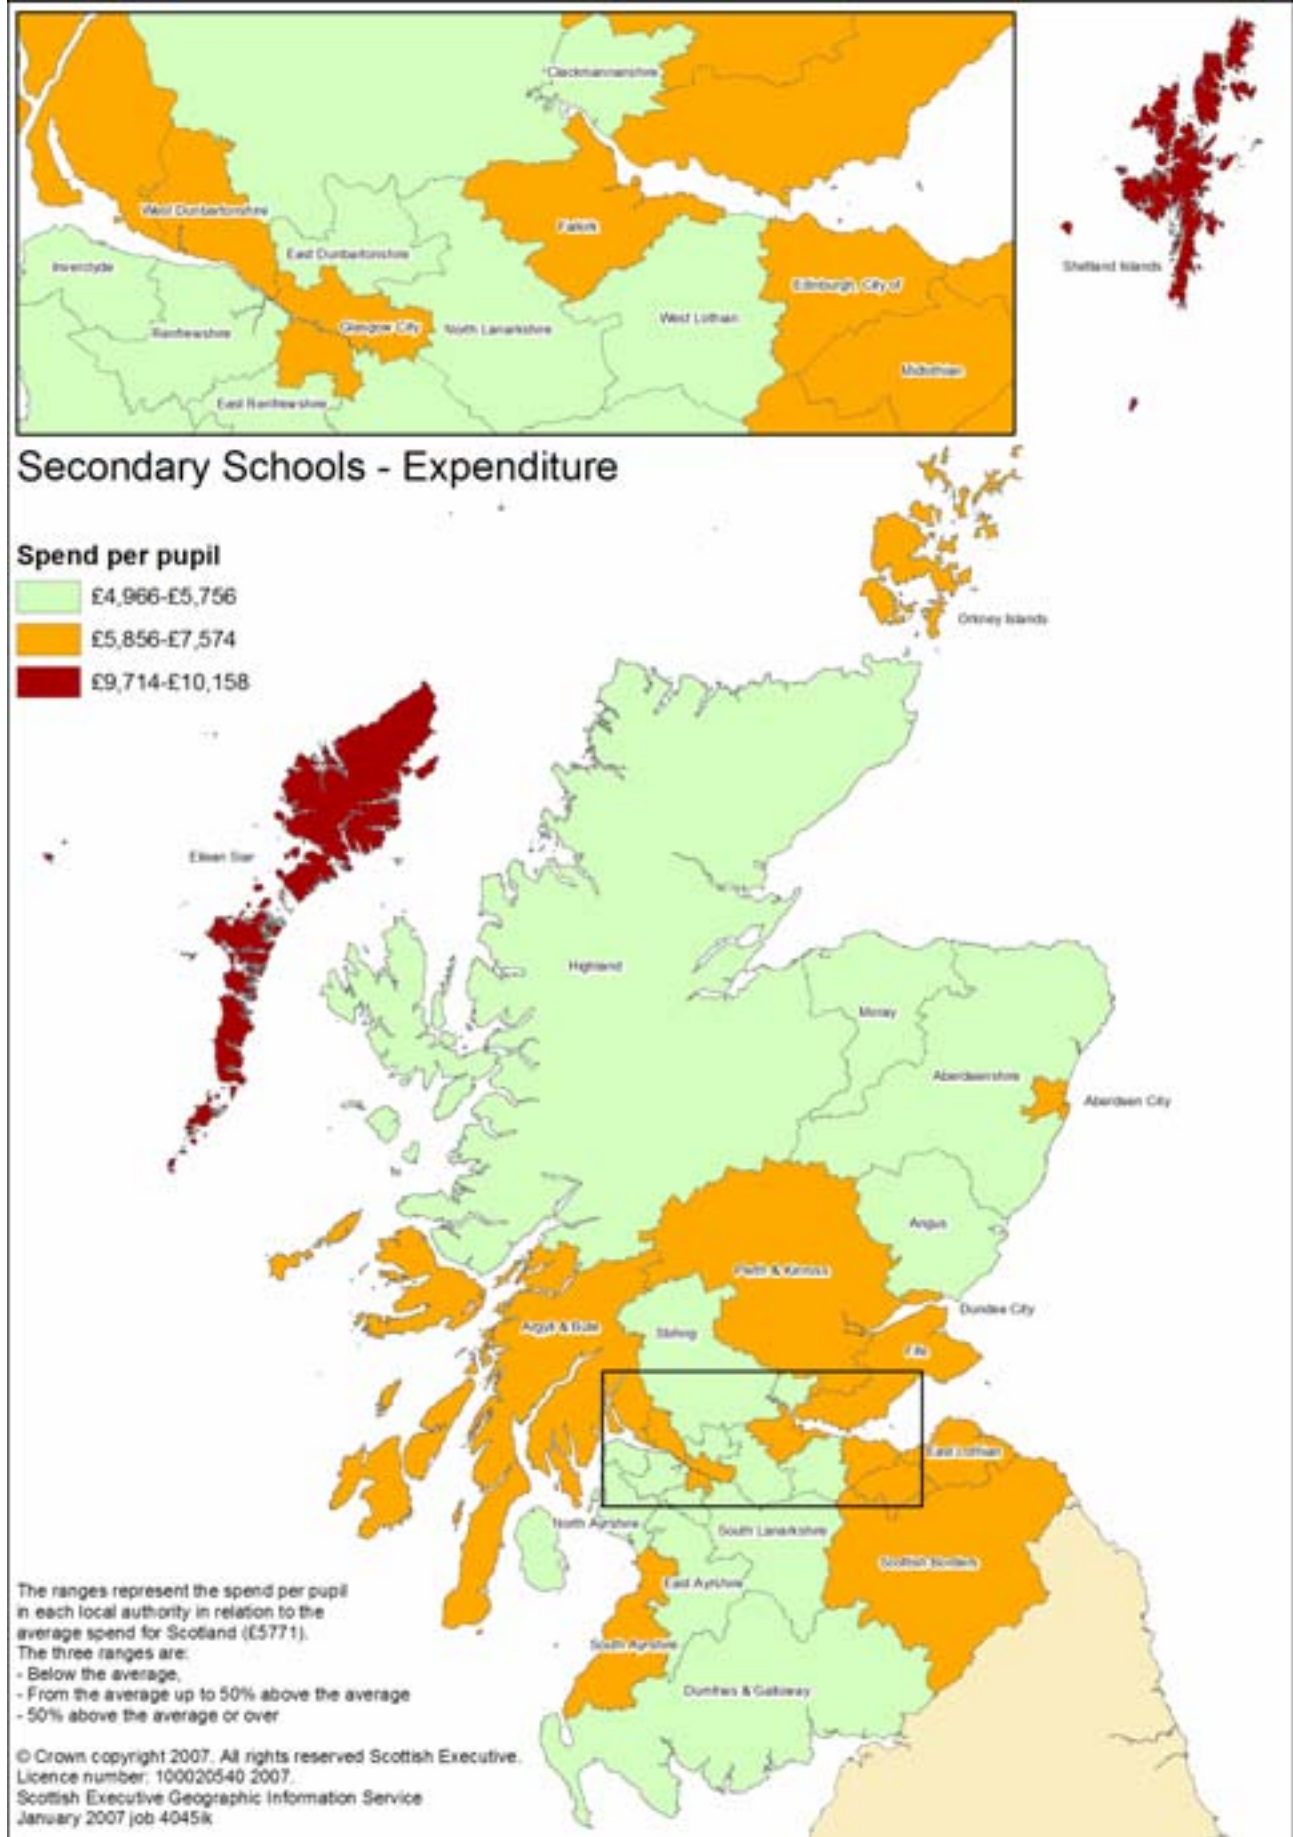 Clackmannanshire
West Dunbartonshire
Falkirk
East Dunbartonshire
Inverclyde
Edinburgh, City of
Shetland Islands
Renfrewshire
Glasgow City
North Lanarkshire
West Lothian
Midlothian
East Renfrewshire
Secondary Schools - Expenditure
Spend per pupil
£4,966-£5,756
£5,856-£7,574
£9,714-£10,158
Orkney Islands
Eilean Siar
Highland
Moray
Aberdeenshire
Aberdeen City
Angus
Perth & Kinross
Dundee City
Argyll & Bute
Stirling
Fife
East Lothian
North Ayrshire
South Lanarkshire
Scottish Borders
East Ayrshire
South Ayrshire
Dumfries & Galloway
The ranges represent the spend per pupil
in each local authority in relation to the
average spend for Scotland (£5771).
The three ranges are:
- Below the average,
- From the average up to 50% above the average
- 50% above the average or over
© Crown copyright 2007. All rights reserved Scottish Executive.
Licence number: 100020540 2007.
Scottish Executive Geographic Information Service
January 2007 job 4045ik